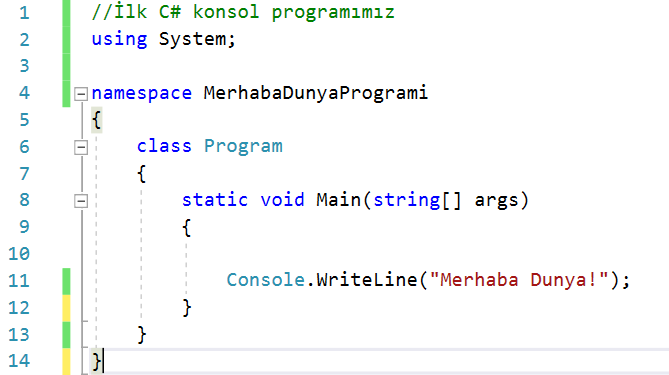 1 //İlk C# konsol programımız
2 using System;
3
4 namespace MerhabaDunyaProgrami
5 {
6 class Program
7 {
8 static void Main(string[] args)
9 {
10
11 Console.WriteLine("Merhaba Dunya!");
12 }
13 }
14 }